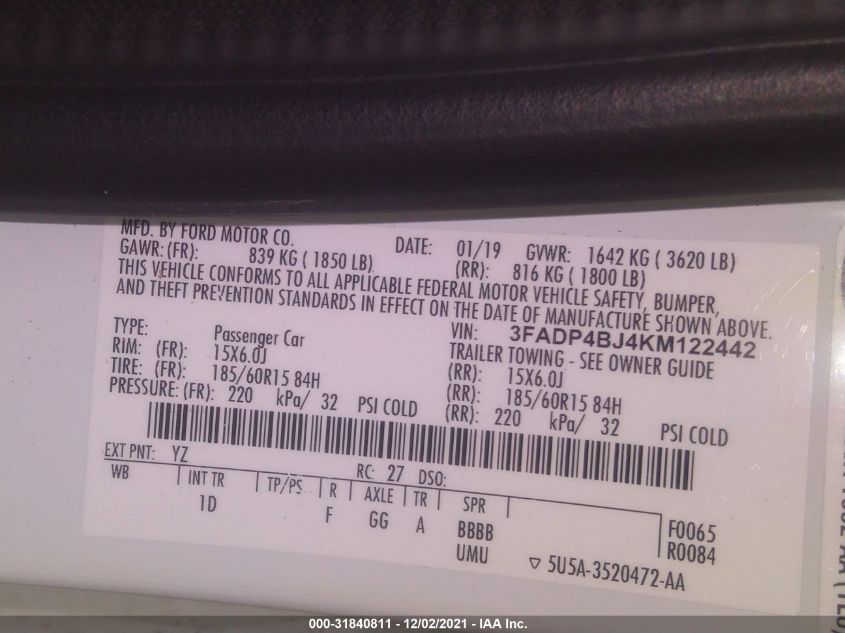 MFD. BY FORD MOTOR CO. DATE: 01/19 GVWR: 1642 KG ( 3620 LB)
GAWR: (FR): 839 KG ( 1850 LB) (RR): 816 KG ( 1800 LB)
THIS VEHICLE CONFORMS TO ALL APPLICABLE FEDERAL MOTOR VEHICLE SAFETY, BUMPER,
AND THEFT PREVENTION STANDARDS IN EFFECT ON THE DATE OF MANUFACTURE SHOWN ABOVE.
VIN: 3FADP4BJ4KM122442
TYPE: Passenger Car TRAILER TOWING - SEE OWNER GUIDE
RIM: (FR): 15X6.0J (RR): 15X6.0J
TIRE: (FR): 185/60R15 84H (RR): 185/60R15 84H
PRESSURE: (FR): 220 kPa/ 32 PSI COLD (RR): 220 kPa/ 32 PSI COLD
EXT PNT: YZ RC: 27 DSO:
WB INT TR TP/PS R AXLE TR SPR
1D F GG A BBBB F0065
UMU R0084
▽ 5U5A-3520472-AA
000-31840811 - 12/02/2021 - IAA Inc.